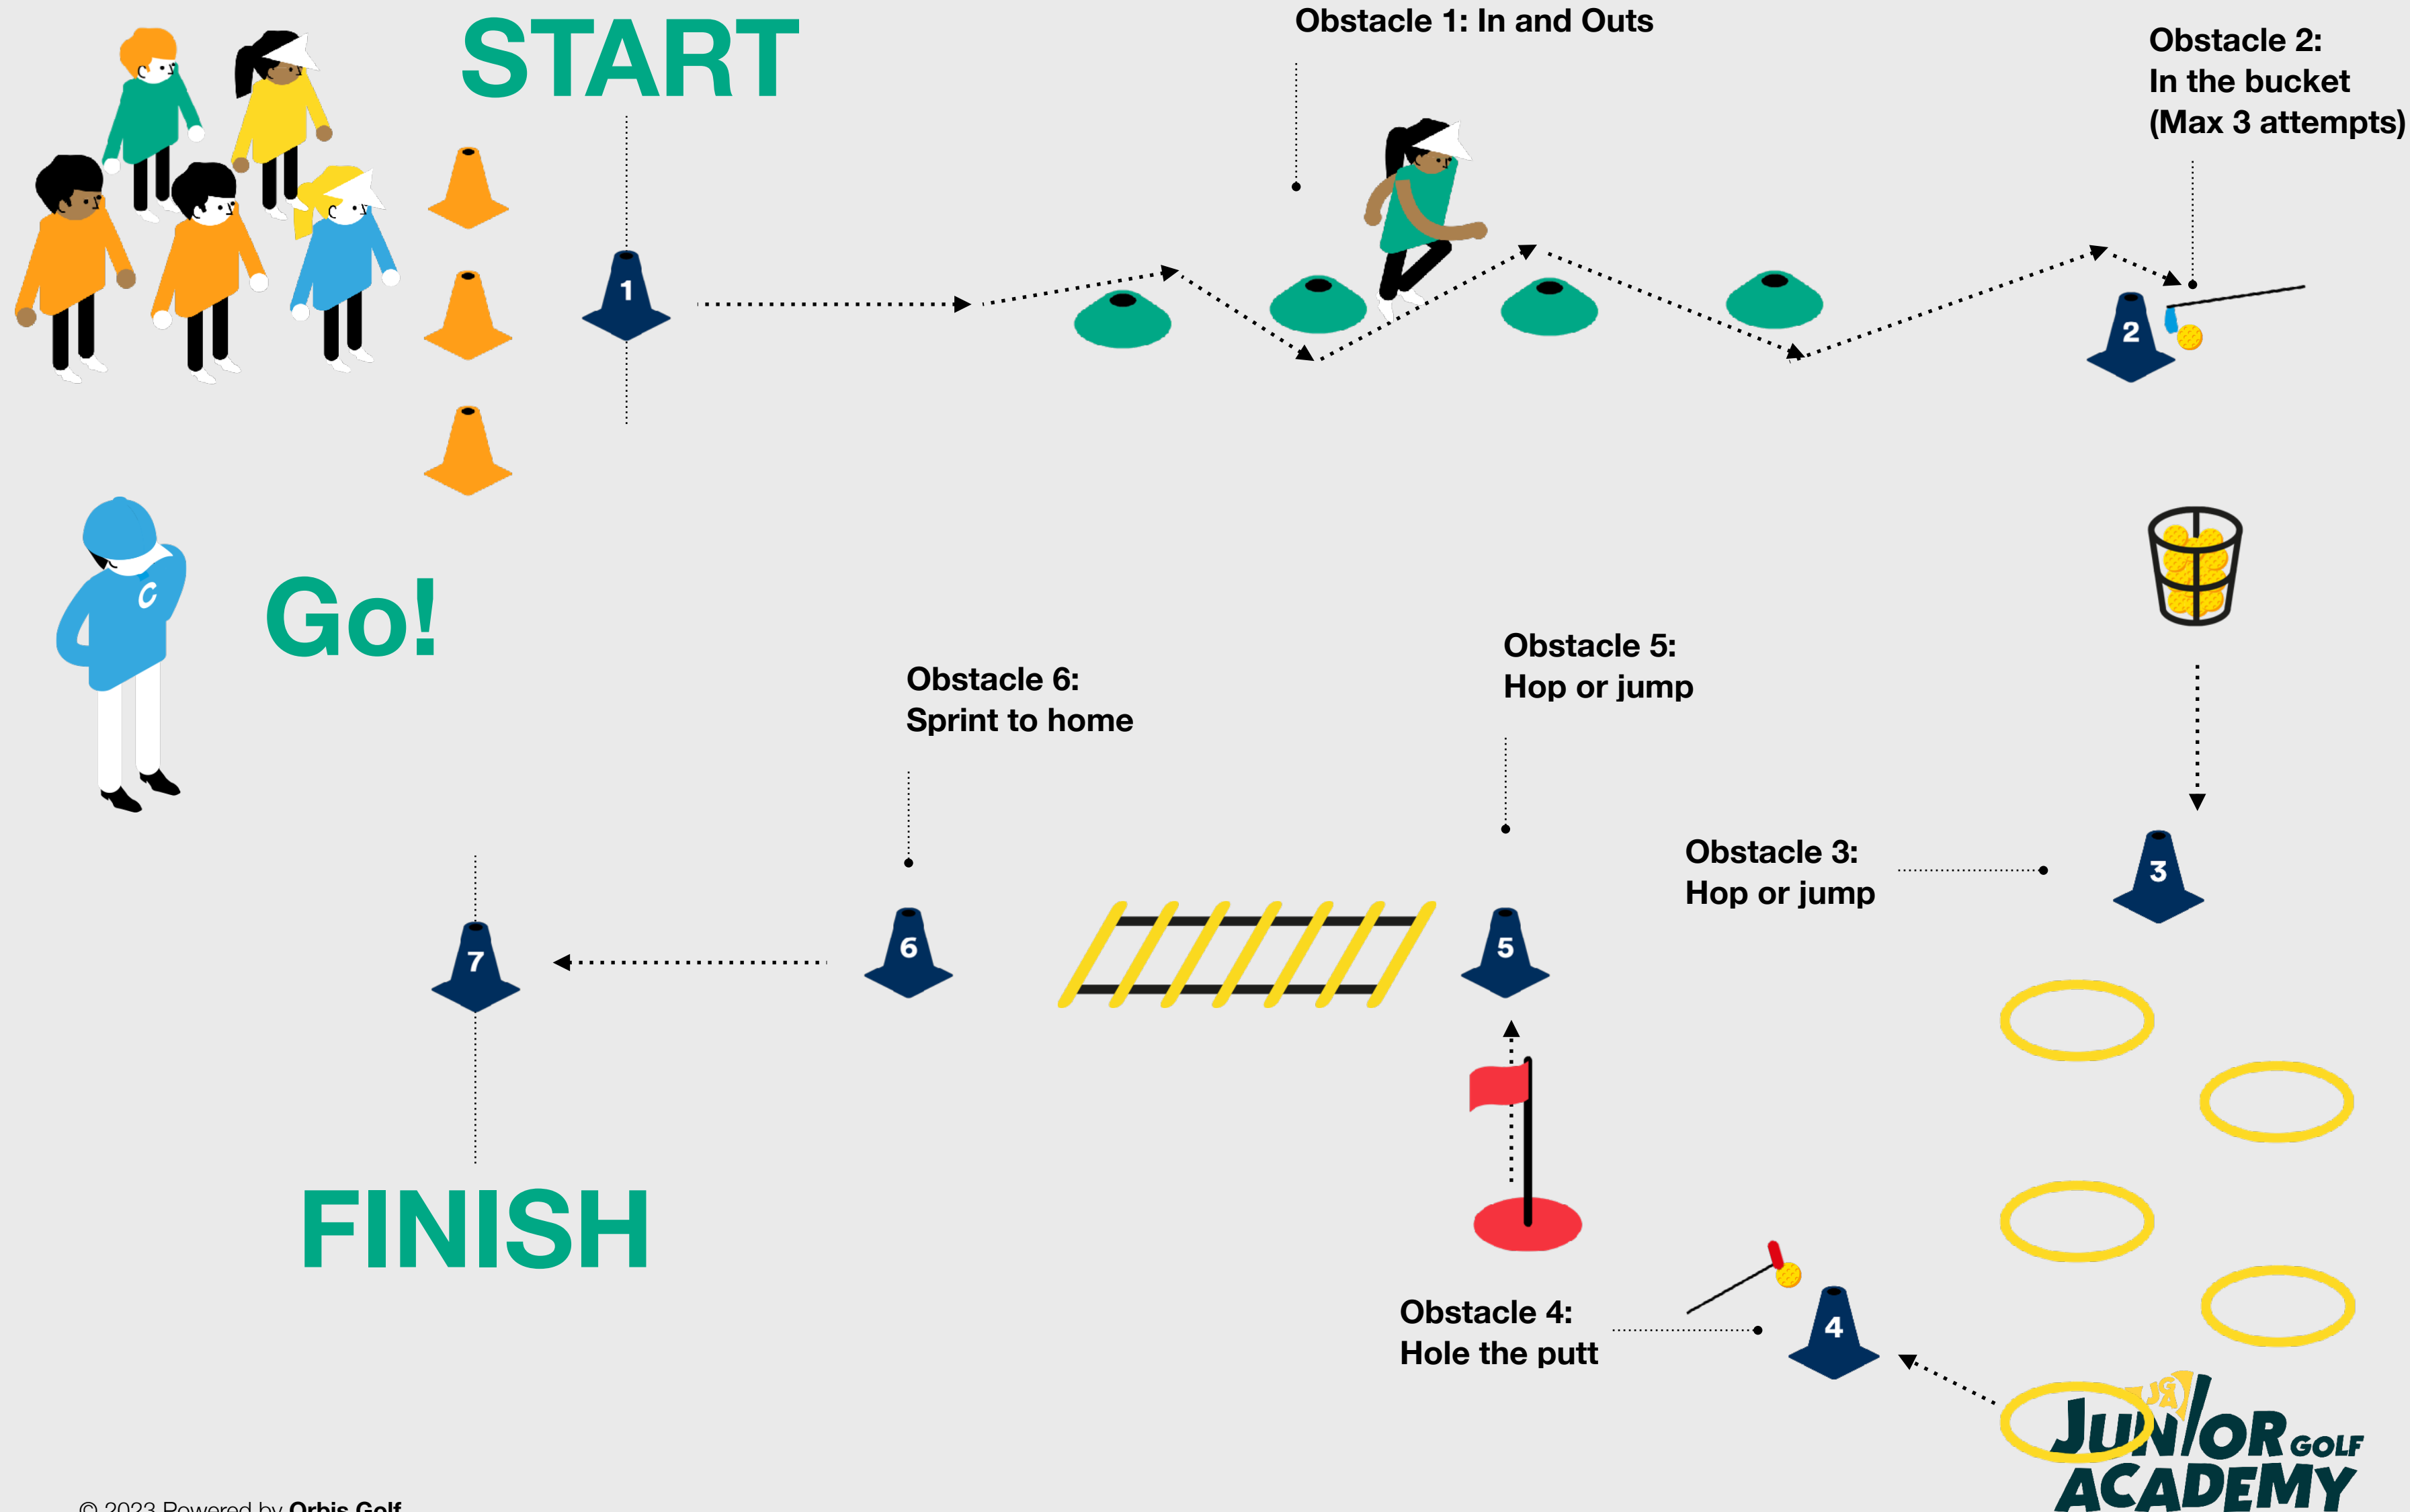 START
Obstacle 1: In and Outs
Obstacle 2:
In the bucket
(Max 3 attempts)
1
2
C
Go!
Obstacle 5:
Hop or jump
Obstacle 6:
Sprint to home
Obstacle 3:
Hop or jump
3
7
6
5
FINISH
Obstacle 4:
Hole the putt
4
JGA
JUNIOR GOLF
ACADEMY
© 2023 Powered by Orbis Golf